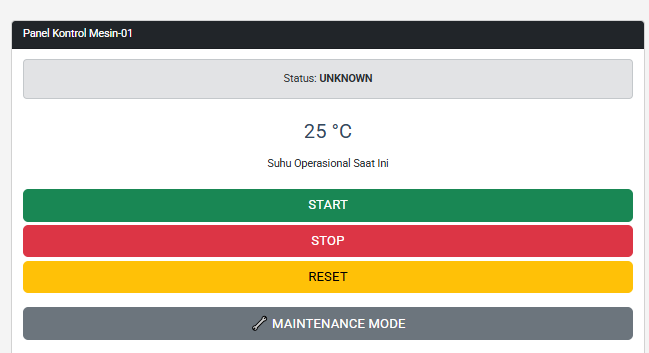 Panel Kontrol Mesin-01
Status: UNKNOWN
25 °C
Suhu Operasional Saat Ini
START
STOP
RESET
🔧 MAINTENANCE MODE